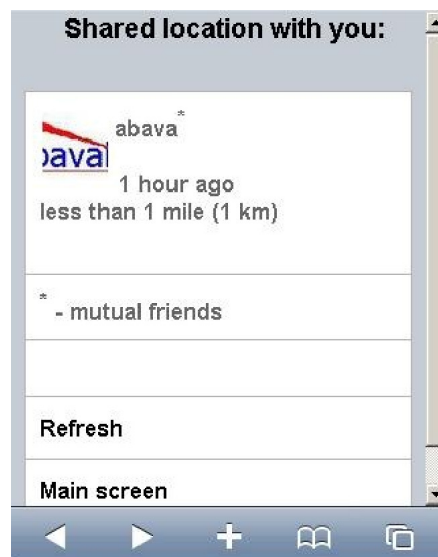 Shared location with you:
abava*
bava
1 hour ago
less than 1 mile (1 km)
* - mutual friends
Refresh
Main screen